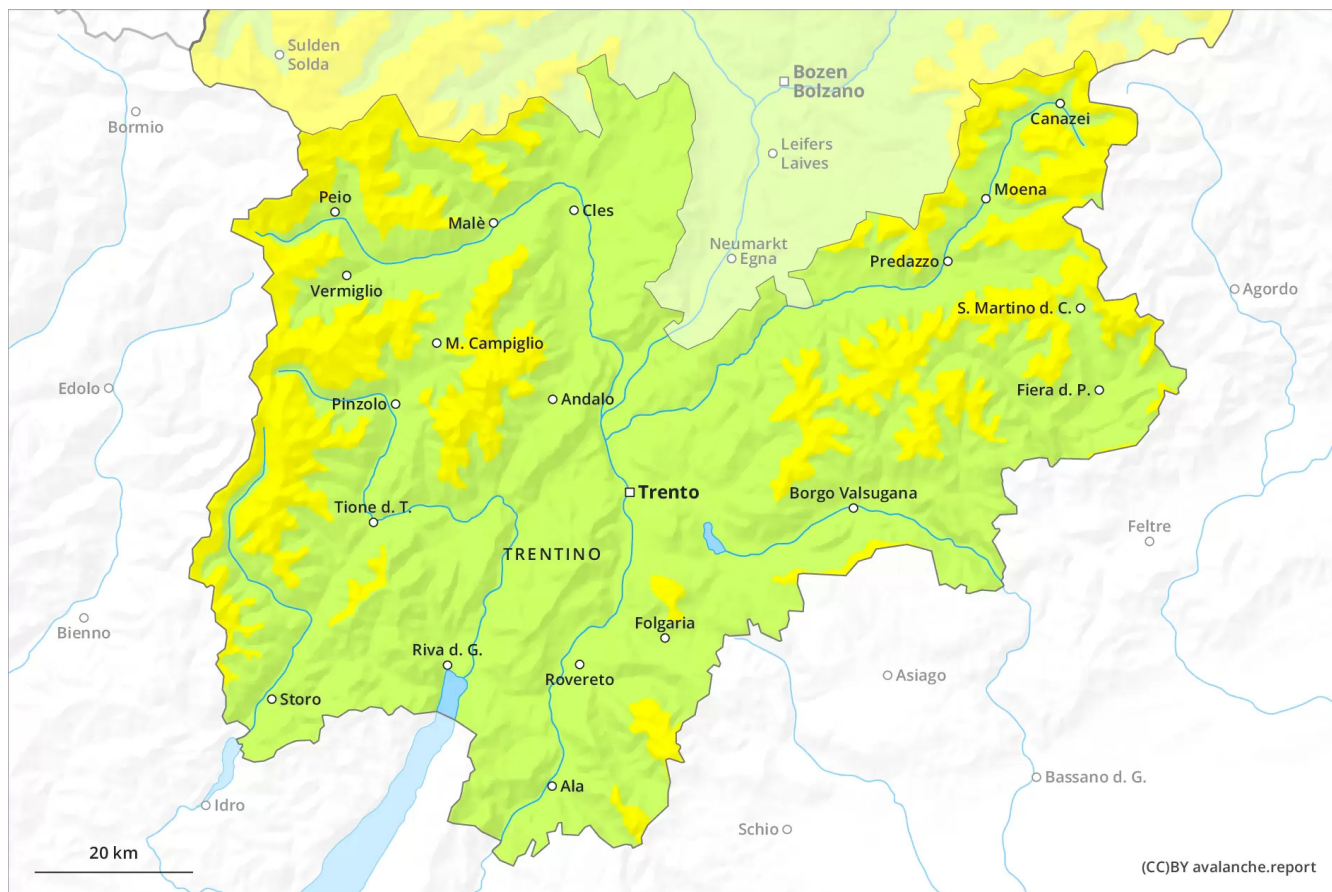 Sulden
Solda
Bozen
Bolzano
Bormio
Canazei
Leifers
Laives
Peio
Moena
Malè
Cles
Neumarkt
Egna
Predazzo
Vermiglio
Agordo
S. Martino d. C.
M. Campiglio
Edolo
Andalo
Fiera d. P.
Pinzolo
Trento
Borgo Valsugana
Tione d. T.
Feltre
TRENTINO
Bienno
Folgaria
Riva d. G.
Rovereto
Asiago
Storo
Bassano d. G.
Ala
Idro
Schio
20 km
(CC)BY avalanche.report